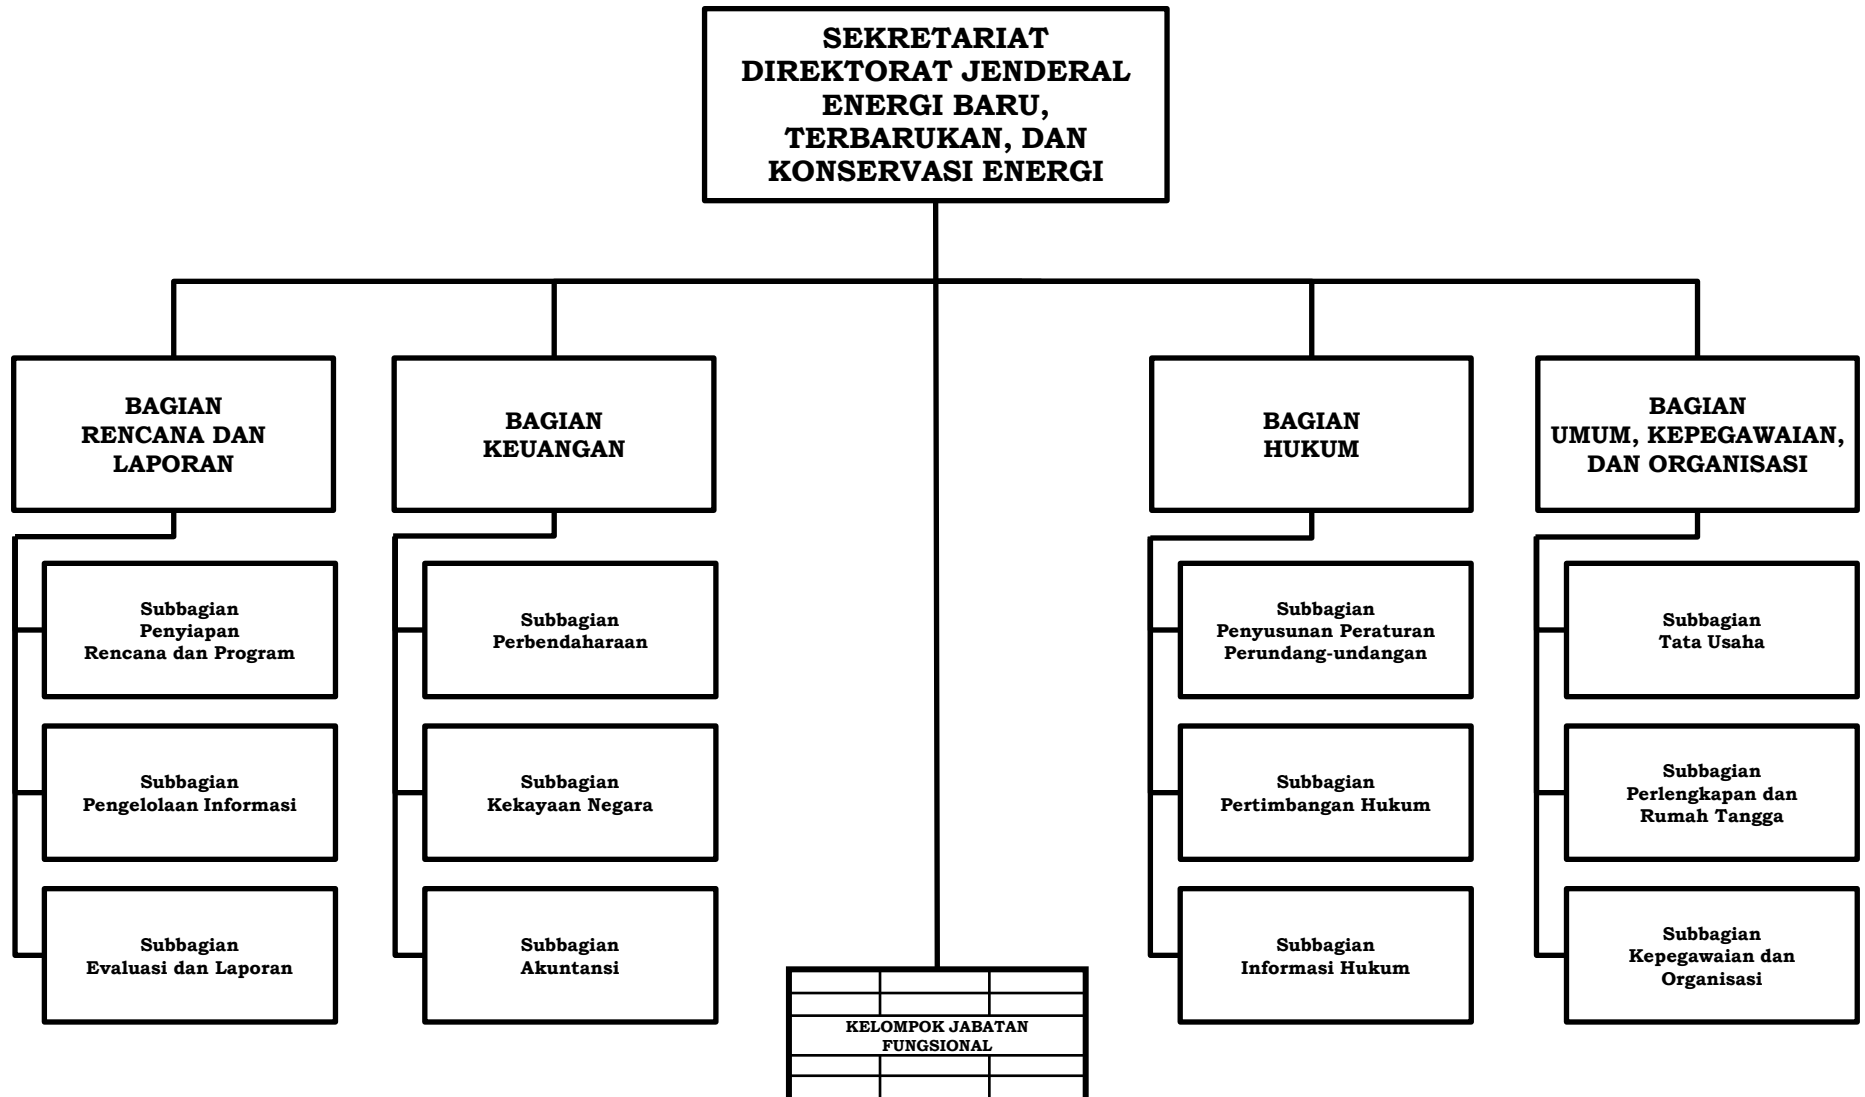 SEKRETARIAT
DIREKTORAT JENDERAL
ENERGI BARU,
TERBARUKAN, DAN
KONSERVASI ENERGI
BAGIAN
RENCANA DAN
LAPORAN
Subbagian
Penyiapan
Rencana dan Program
Subbagian
Pengelolaan Informasi
Subbagian
Evaluasi dan Laporan
BAGIAN
KEUANGAN
Subbagian
Perbendaharaan
Subbagian
Kekayaan Negara
Subbagian
Akuntansi
KELOMPOK JABATAN
FUNGSIONAL
BAGIAN
HUKUM
Subbagian
Penyusunan Peraturan
Perundang-undangan
Subbagian
Pertimbangan Hukum
Subbagian
Informasi Hukum
BAGIAN
UMUM, KEPEGAWAIAN,
DAN ORGANISASI
Subbagian
Tata Usaha
Subbagian
Perlengkapan dan
Rumah Tangga
Subbagian
Kepegawaian dan
Organisasi